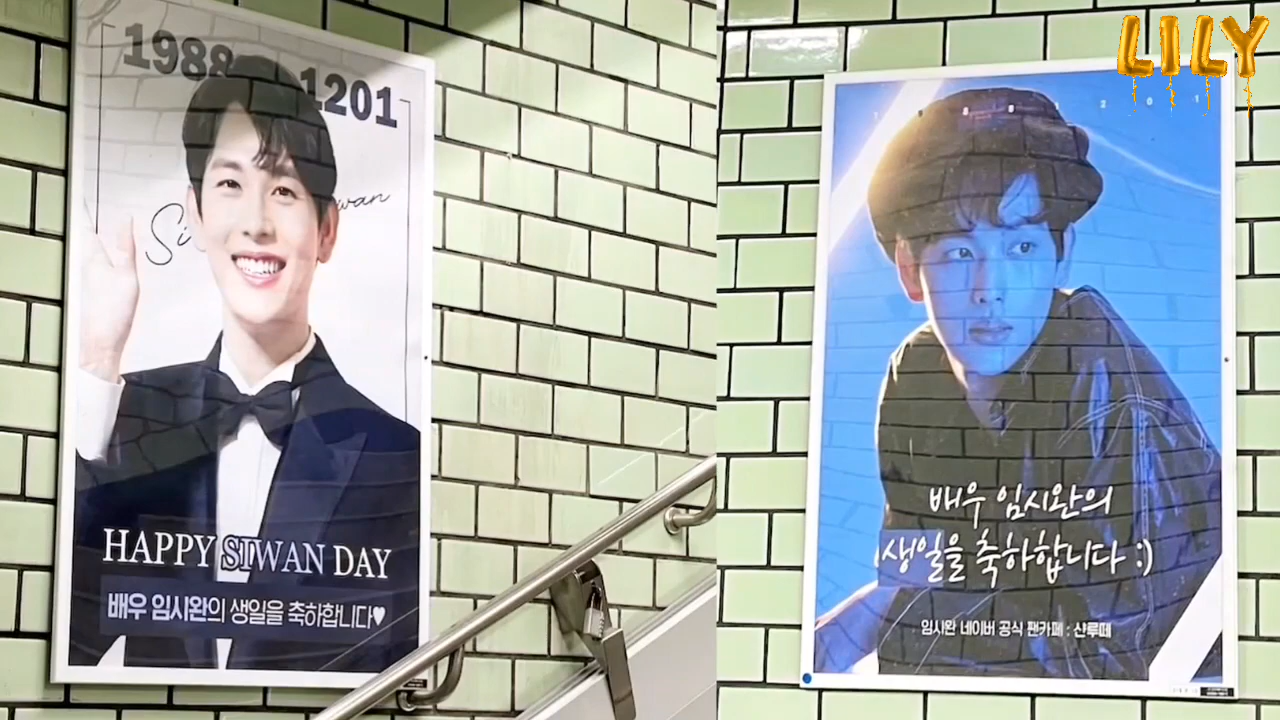 1988
1201
HAPPY SIWAN DAY
배우 임시완의 생일을 축하합니다♥
LILY
배우 임시완의
생일을 축하합니다 :)
임시완 네이버 공식 팬카페 : 샨루떼